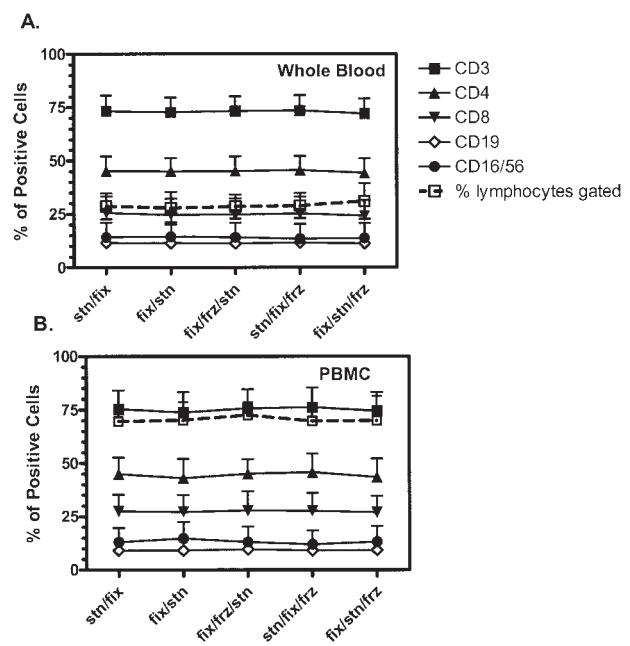 A.
100
75
50
25
0
% of Positive Cells
Whole Blood
CD3
CD4
CD8
CD19
CD16/56
% lymphocytes gated
stn/fix
fix/stn
fix/frz/stn
stn/fix/frz
fix/stn/frz
B.
100
75
50
25
0
% of Positive Cells
PBMC
stn/fix
fix/stn
fix/frz/stn
stn/fix/frz
fix/stn/frz